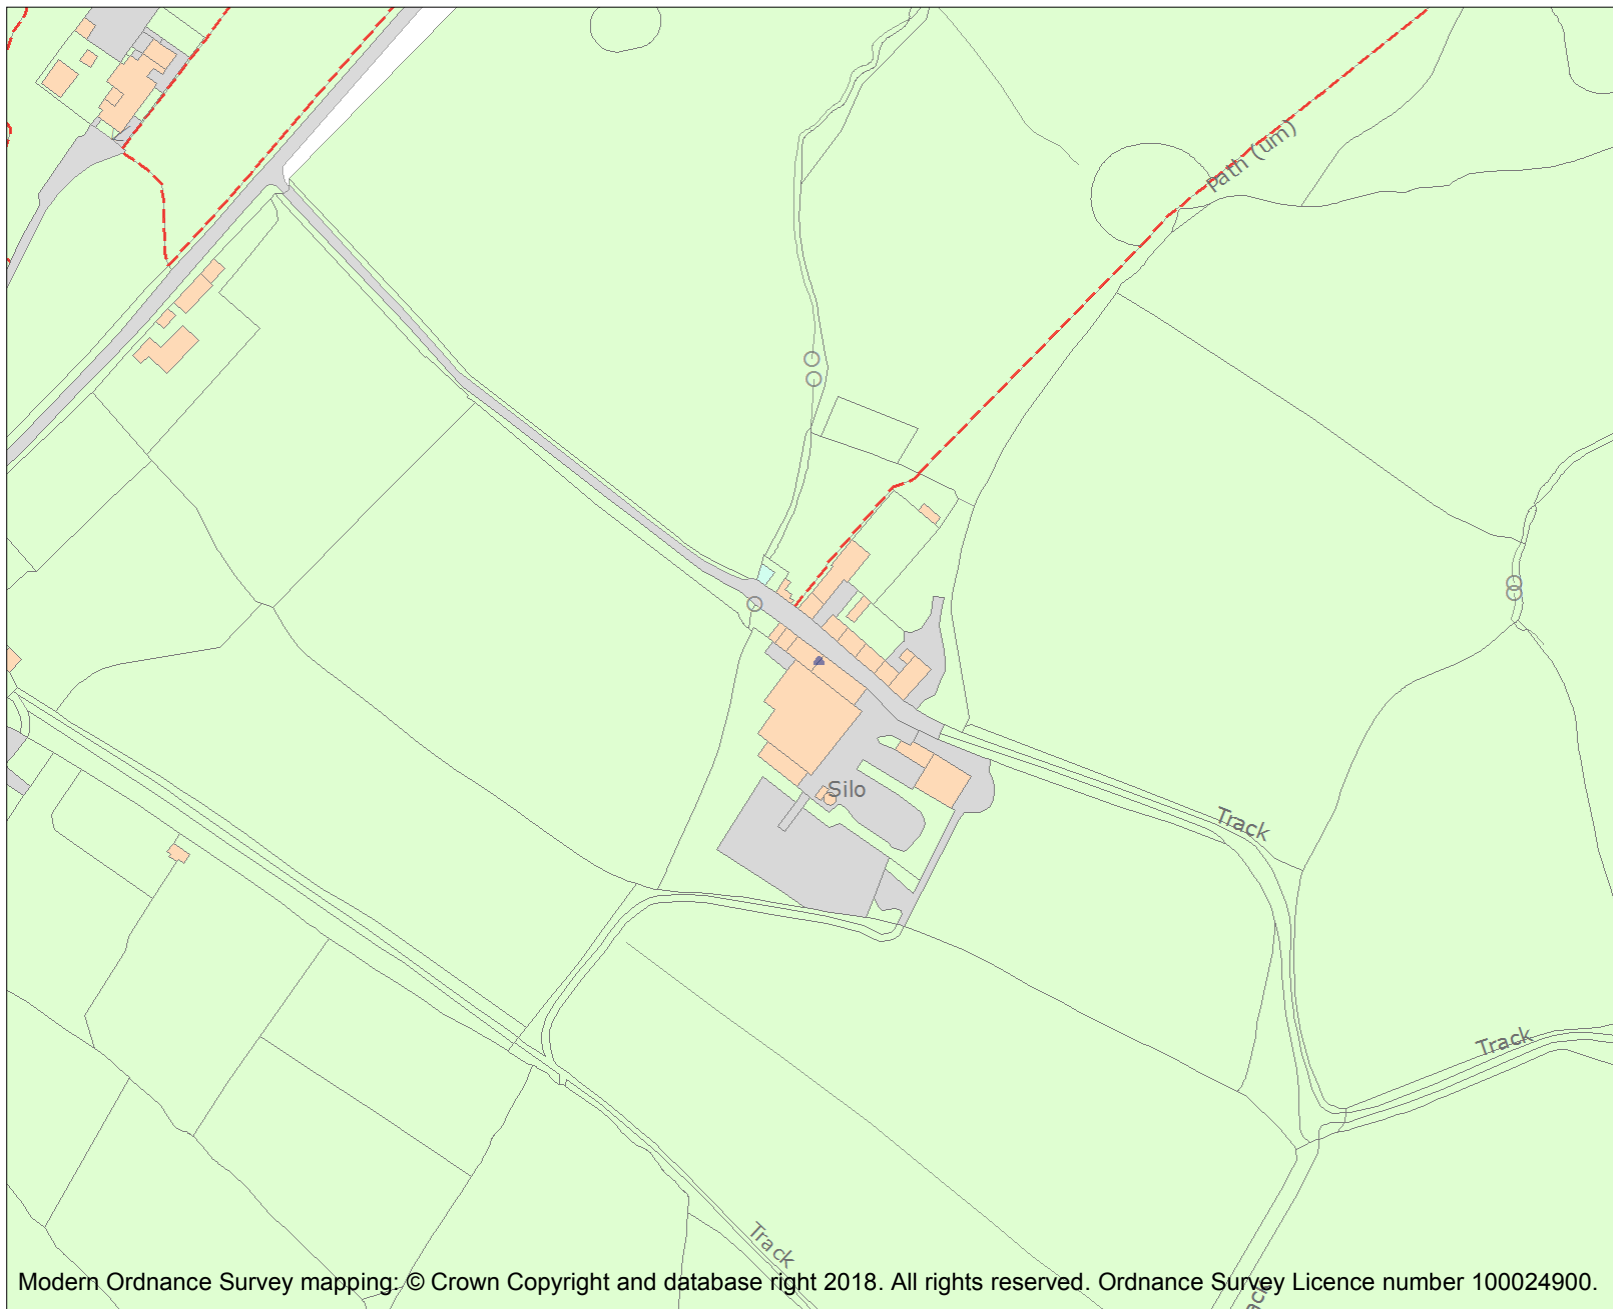 Path (um)
Silo
Track
Track
Track
Modern Ordnance Survey mapping: © Crown Copyright and database right 2018. All rights reserved. Ordnance Survey Licence number 100024900.